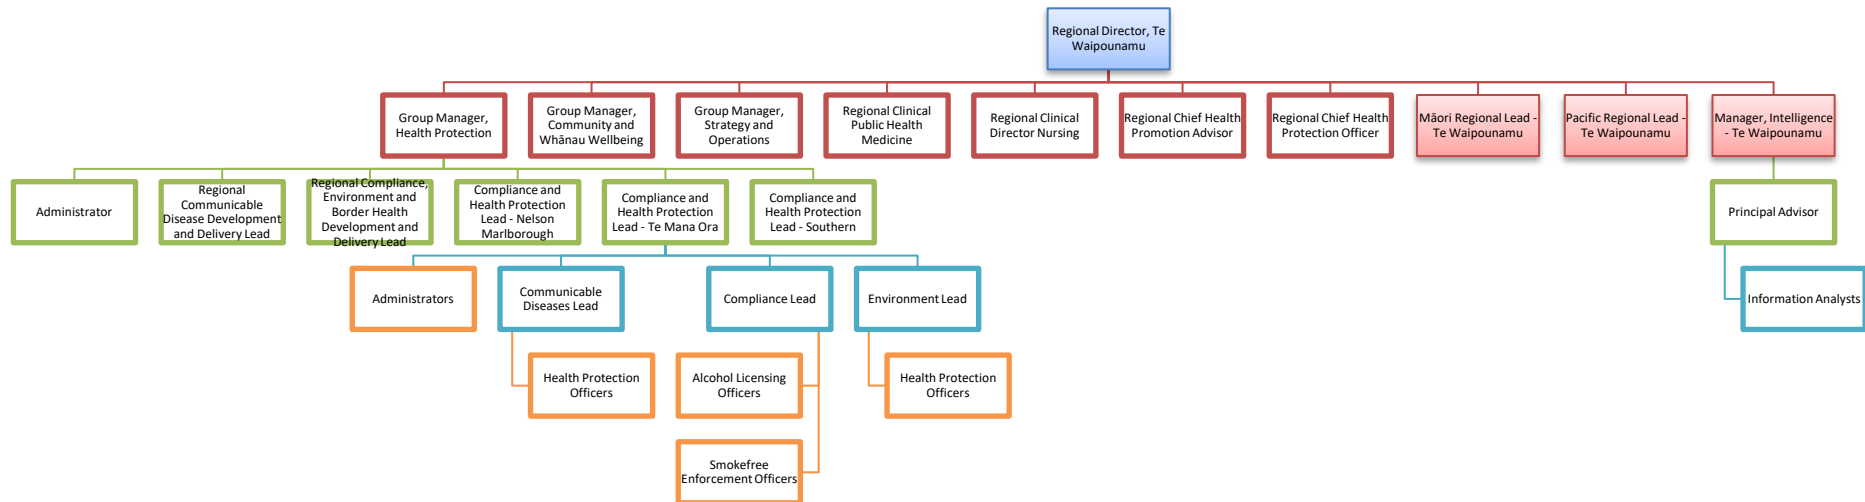 Regional Director, Te
Waipounamu
Group Manager,
Health Protection
Group Manager,
Community and
Whānau Wellbeing
Group Manager,
Strategy and
Operations
Regional Clinical
Public Health
Medicine
Regional Clinical
Director Nursing
Regional Chief Health
Promotion Advisor
Regional Chief Health
Protection Officer
Māori Regional Lead -
Te Waipounamu
Pacific Regional Lead -
Te Waipounamu
Manager, Intelligence
- Te Waipounamu
Administrator
Regional
Communicable
Disease Development
and Delivery Lead
Regional Compliance,
Environment and
Border Health
Development and
Delivery Lead
Compliance and
Health Protection
Lead - Nelson
Marlborough
Compliance and
Health Protection
Lead - Te Mana Ora
Compliance and
Health Protection
Lead - Southern
Principal Advisor
Administrators
Communicable
Diseases Lead
Compliance Lead
Environment Lead
Information Analysts
Health Protection
Officers
Alcohol Licensing
Officers
Health Protection
Officers
Smokefree
Enforcement Officers